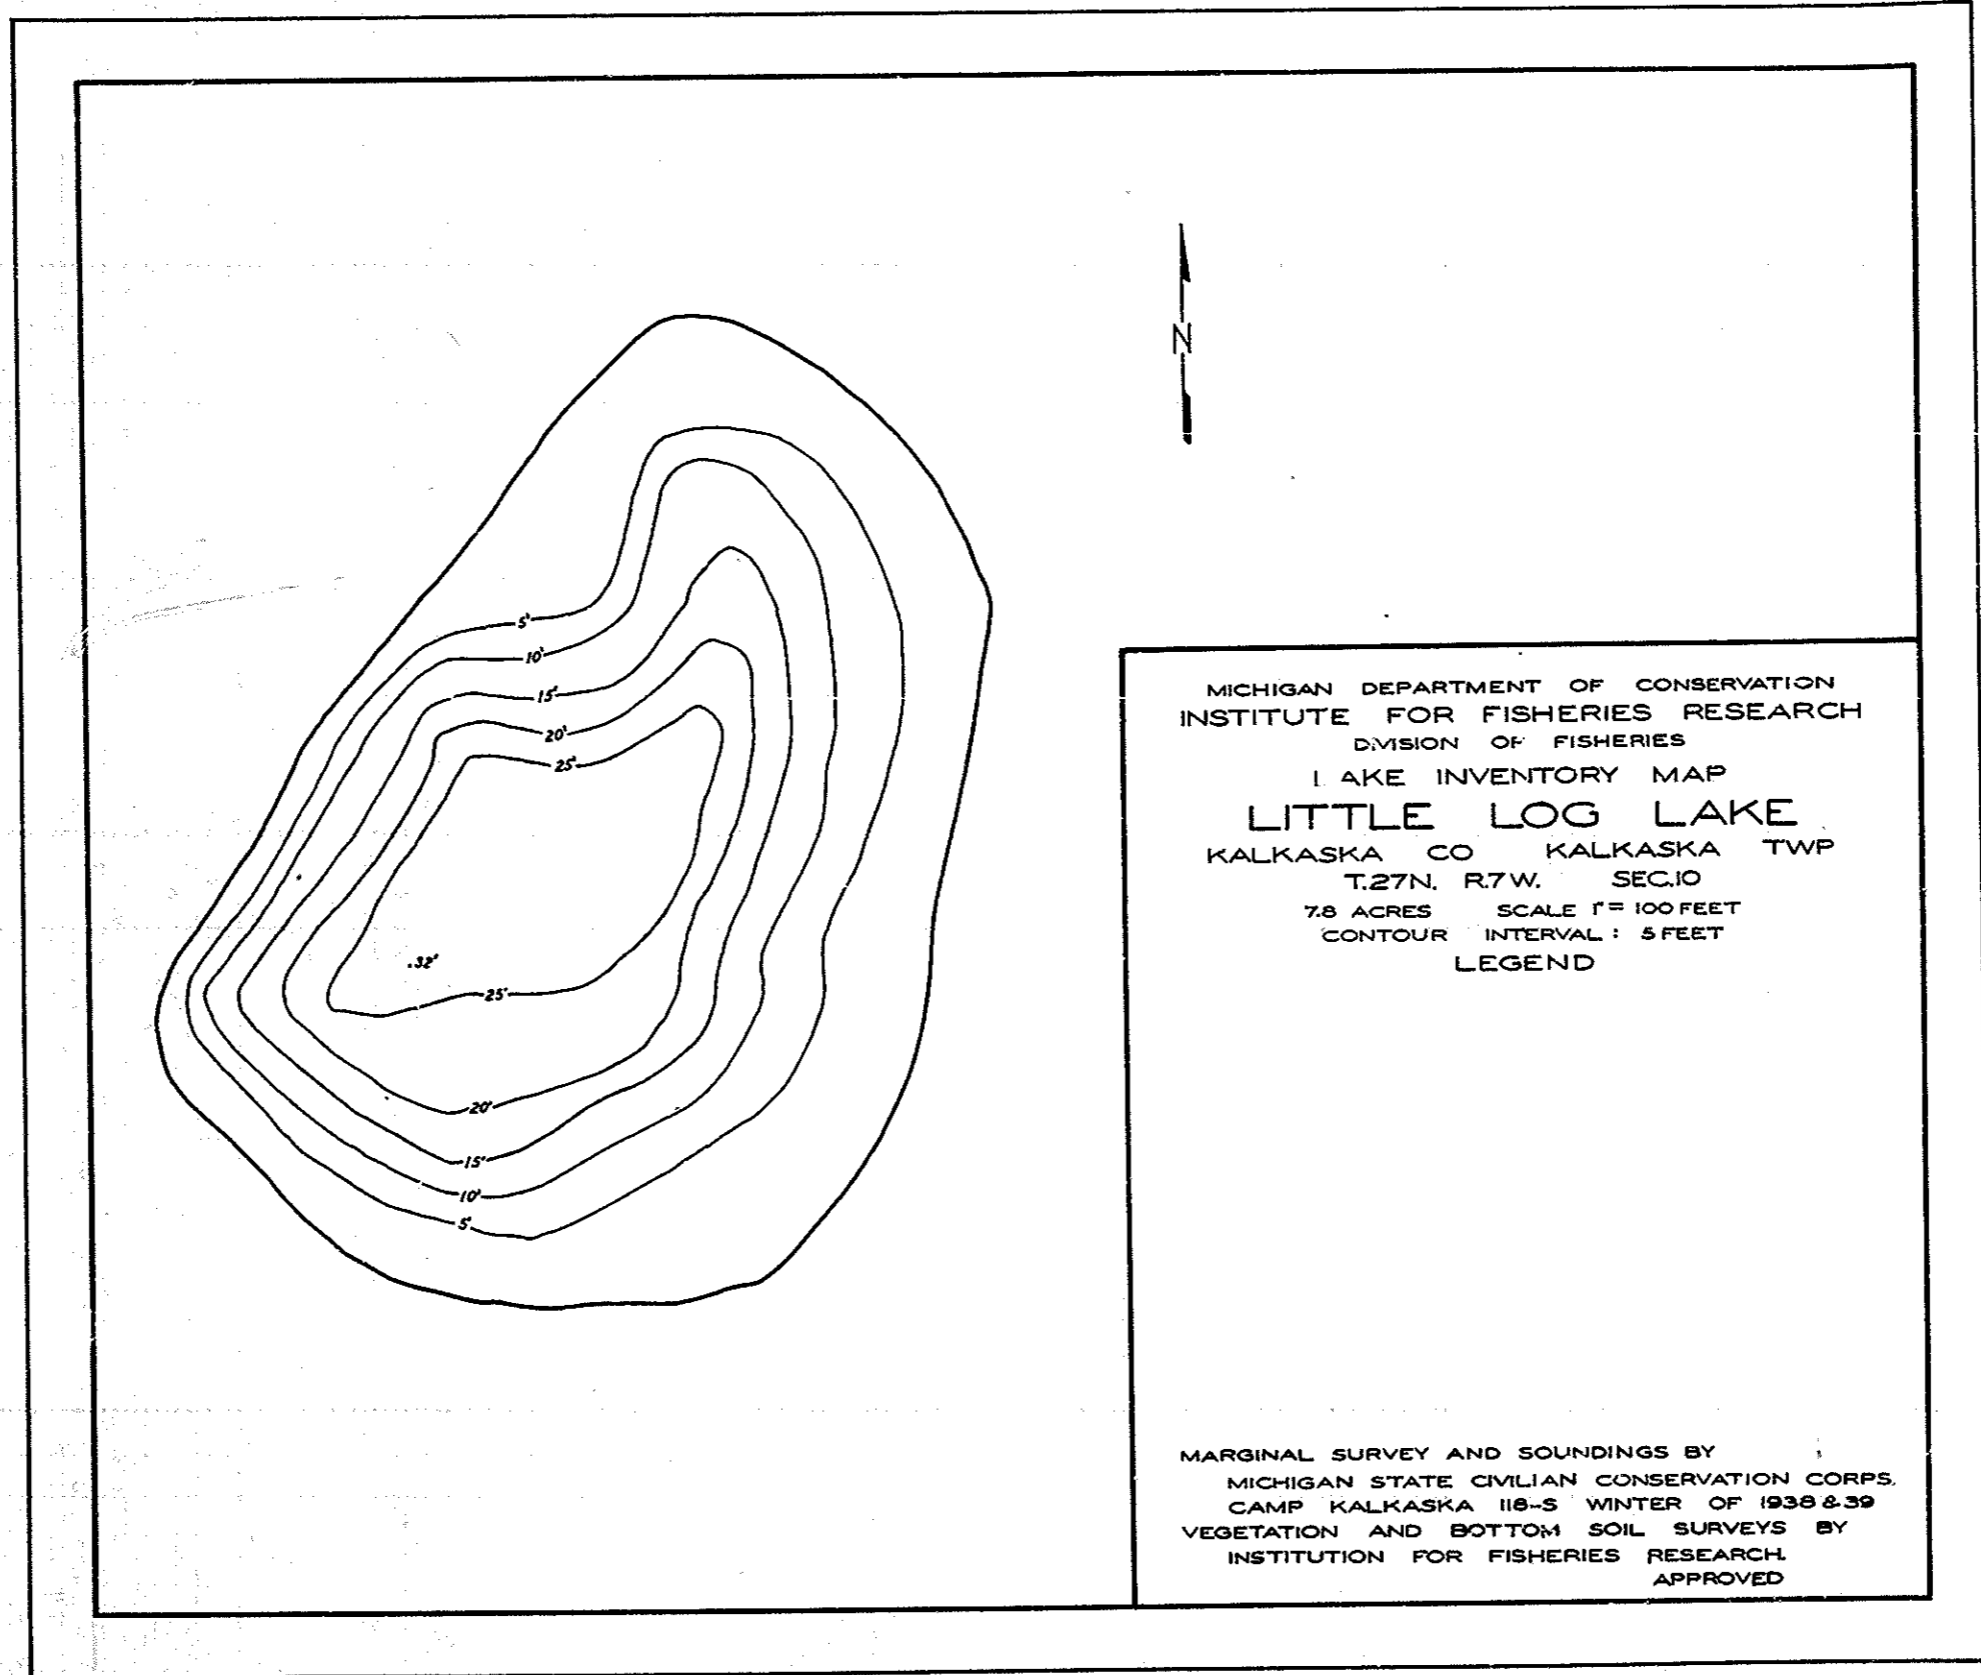 N
5'
10'
15'
20'
25'
.32'
25'
20'
15'
10'
5'
MICHIGAN DEPARTMENT OF CONSERVATION
INSTITUTE FOR FISHERIES RESEARCH
DIVISION OF FISHERIES
LAKE INVENTORY MAP
LITTLE LOG LAKE
KALKASKA CO KALKASKA TWP
T.27N. R.7W. SEC.10
7.8 ACRES SCALE 1"= 100 FEET
CONTOUR INTERVAL : 5 FEET
LEGEND
MARGINAL SURVEY AND SOUNDINGS BY
MICHIGAN STATE CIVILIAN CONSERVATION CORPS.
CAMP KALKASKA 118-S WINTER OF 1938 & 39
VEGETATION AND BOTTOM SOIL SURVEYS BY
INSTITUTION FOR FISHERIES RESEARCH.
APPROVED